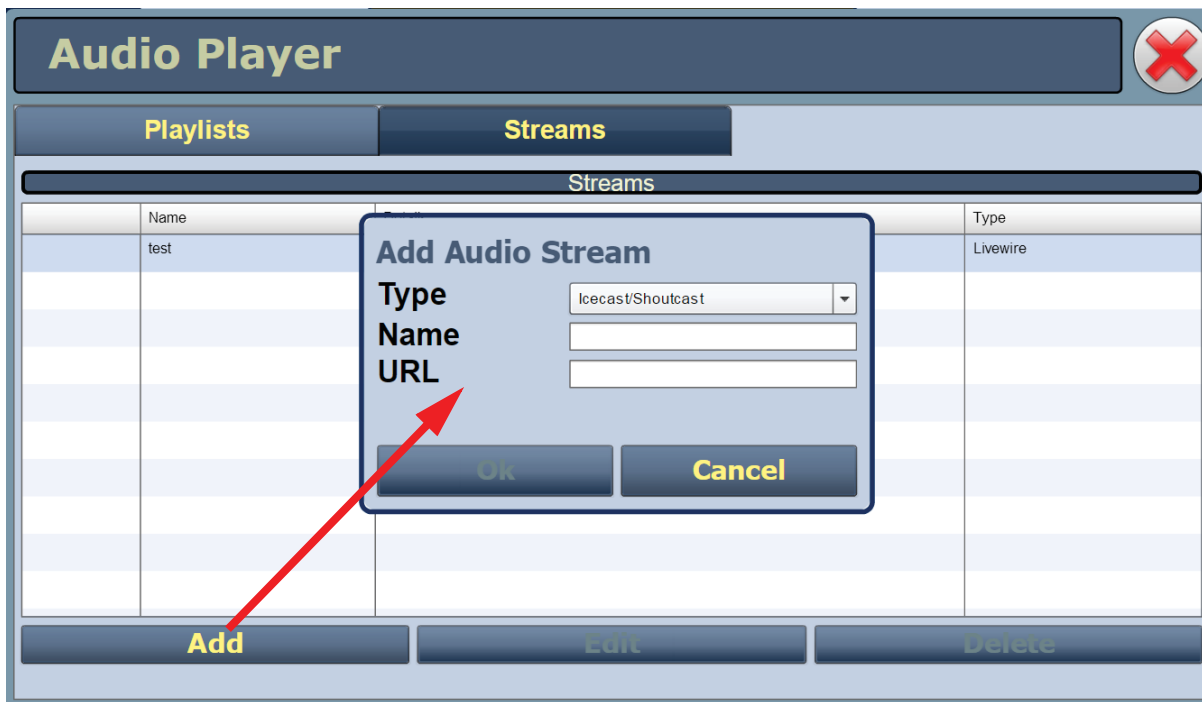 Audio Player
Playlists Streams
Streams
Name Type
test Livewire
Add Audio Stream
Type Icecast/Shoutcast
Name
URL
Ok Cancel
Add Edit Delete